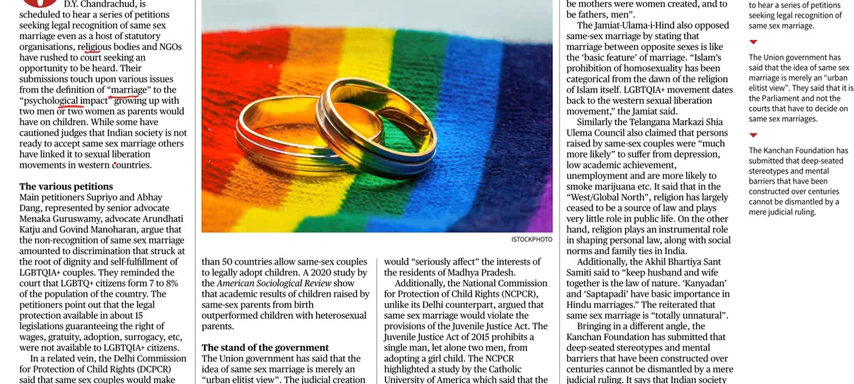 D.Y. Chandrachud, is
scheduled to hear a series of petitions
seeking legal recognition of same sex
marriage even as a host of statutory
organisations, religious bodies and NGOs
have rushed to court seeking an
opportunity to be heard. Their
submissions touch upon various issues
from the definition of “marriage” to the
“psychological impact” growing up with
two men or two women as parents would
have on children. While some have
cautioned judges that Indian society is not
ready to accept same sex marriage others
have linked it to sexual liberation
movements in western countries.
The various petitions
Main petitioners Supriyo and Abhay
Dang, represented by senior advocate
Menaka Guruswamy, advocate Arundhati
Katju and Govind Manoharan, argue that
the non-recognition of same sex marriage
amounted to discrimination that struck at
the root of dignity and self-fulfillment of
LGBTQIA+ couples. They reminded the
court that LGBTQ+ citizens form 7 to 8%
of the population of the country. The
petitioners point out that the legal
protection available in about 15
legislations guaranteeing the right of
wages, gratuity, adoption, surrogacy, etc,
were not available to LGBTQIA+ citizens.
In a related vein, the Delhi Commission
for Protection of Child Rights (DCPCR)
said that same sex couples would make
ISTOCKPHOTO
than 50 countries allow same-sex couples
to legally adopt children. A 2020 study by
the American Sociological Review show
that academic results of children raised by
same-sex parents from birth
outperformed children with heterosexual
parents.
The stand of the government
The Union government has said that the
idea of same sex marriage is merely an
“urban elitist view”. The judicial creation
would “seriously affect” the interests of
the residents of Madhya Pradesh.
Additionally, the National Commission
for Protection of Child Rights (NCPCR),
unlike its Delhi counterpart, argued that
same sex marriage would violate the
provisions of the Juvenile Justice Act. The
Juvenile Justice Act of 2015 prohibits a
single man, let alone two men, from
adopting a girl child. The NCPCR
highlighted a study by the Catholic
University of America which said that the
be mothers were women created, and to
be fathers, men”.
The Jamiat-Ulama-i-Hind also opposed
same-sex marriage by stating that
marriage between opposite sexes is like
the ‘basic feature’ of marriage. “Islam’s
prohibition of homosexuality has been
categorical from the dawn of the religion
of Islam itself. LGBTQIA+ movement dates
back to the western sexual liberation
movement,” the Jamiat said.
Similarly the Telangana Markazi Shia
Ulema Council also claimed that persons
raised by same-sex couples were “much
more likely” to suffer from depression,
low academic achievement,
unemployment and are more likely to
smoke marijuana etc. It said that in the
“West/Global North”, religion has largely
ceased to be a source of law and plays
very little role in public life. On the other
hand, religion plays an instrumental role
in shaping personal law, along with social
norms and family ties in India.
Additionally, the Akhil Bhartiya Sant
Samiti said to “keep husband and wife
together is the law of nature. ‘Kanyadan’
and ‘Saptapadi’ have basic importance in
Hindu marriages.” The reiterated that
same sex marriage is “totally unnatural”.
Bringing in a different angle, the
Kanchan Foundation has submitted that
deep-seated stereotypes and mental
barriers that have been constructed over
centuries cannot be dismantled by a mere
judicial ruling. It says that Indian society
to hear a series of petitions
seeking legal recognition of
same sex marriage.
The Union government has
said that the idea of same sex
marriage is merely an “urban
elitist view”. They said that it is
the Parliament and not the
courts that have to decide on
same sex marriages.
The Kanchan Foundation has
submitted that deep-seated
stereotypes and mental
barriers that have been
constructed over centuries
cannot be dismantled by a
mere judicial ruling.